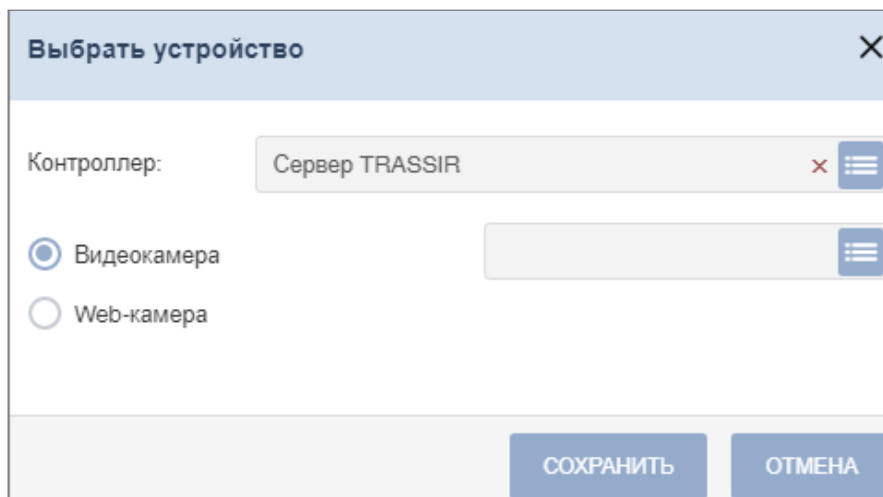 Выбрать устройство
Контроллер: Сервер TRASSIR
Видеокамера
Web-камера
СОХРАНИТЬ ОТМЕНА